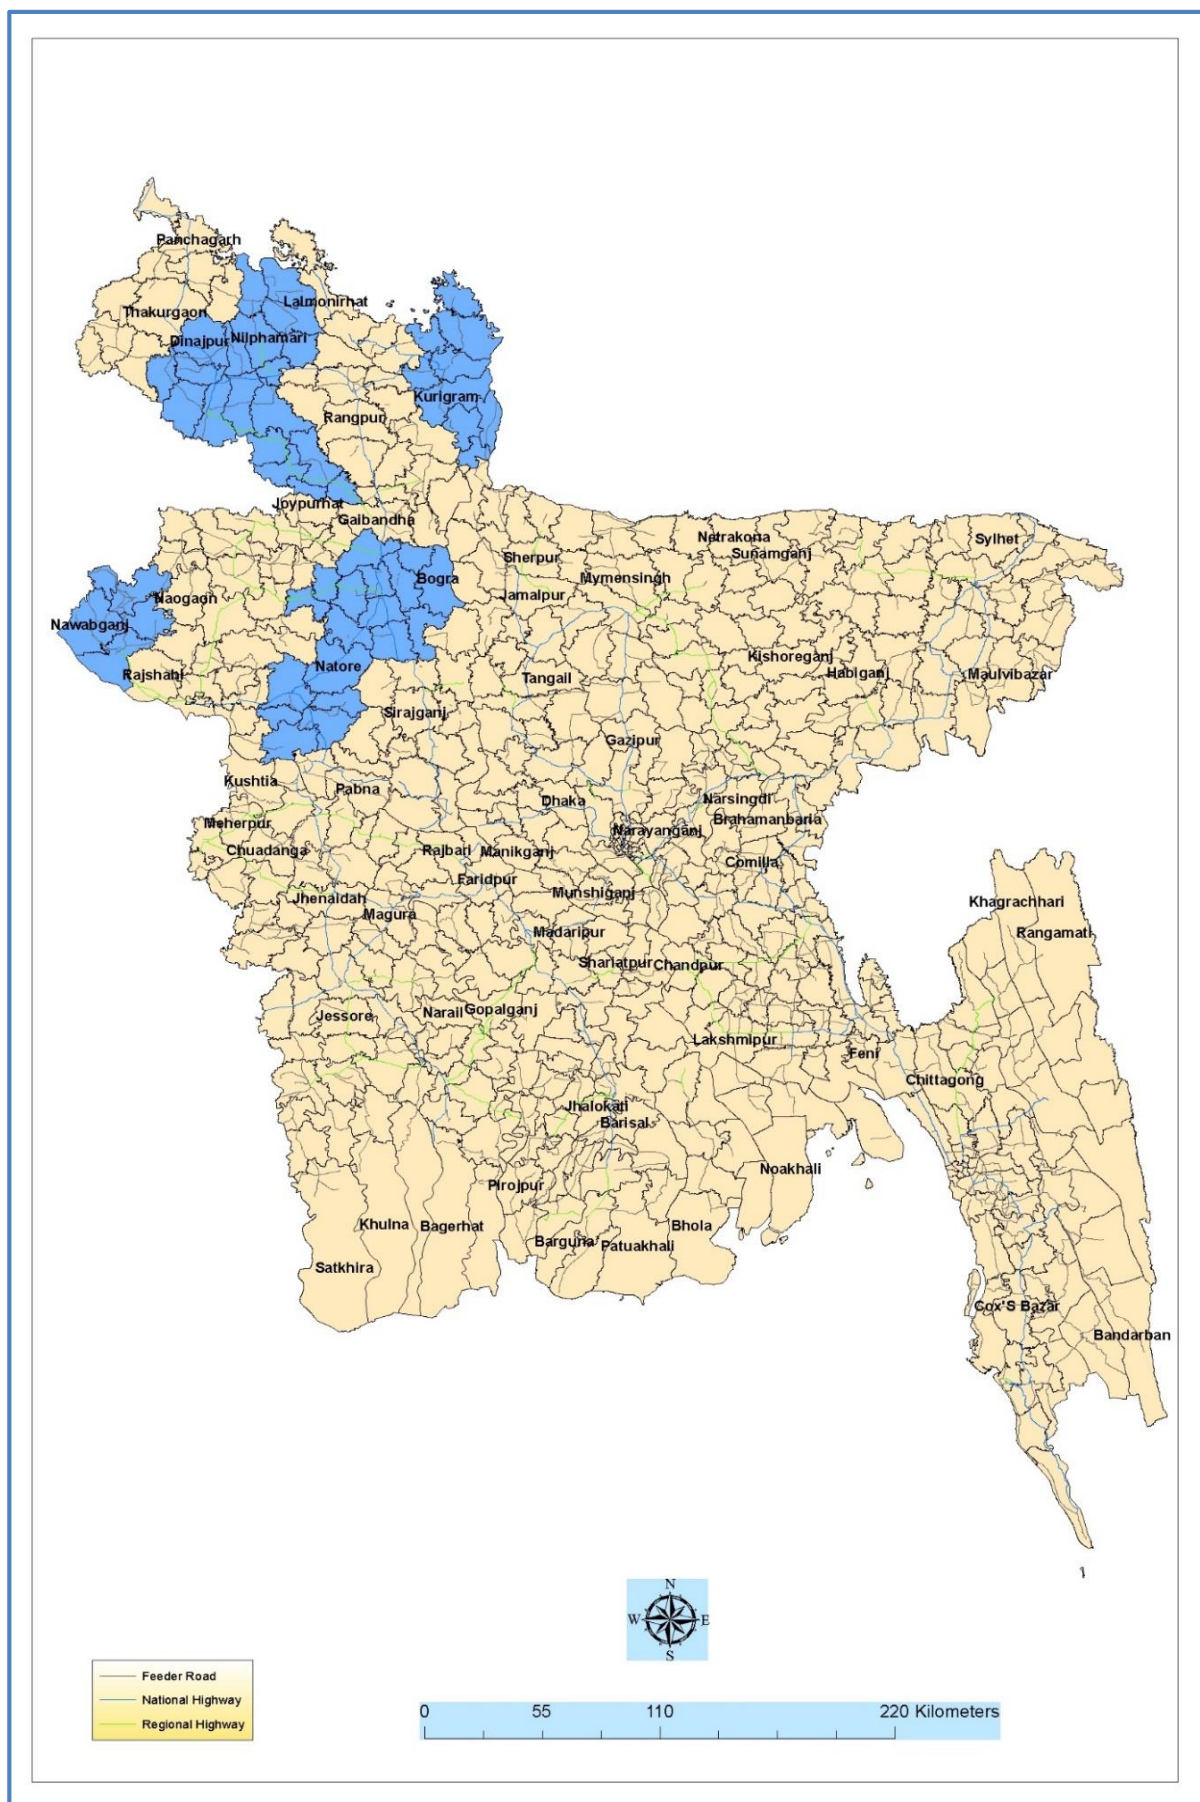 Panchagarh
Lalmonirhat
Thakurgaon
Dinajpur
Nilphamari
Kurigram
Rangpur
Joypurhat
Gaibandha
Netrakona
Sylhet
Sunamganj
Sherpur
Bogra
Mymensingh
Jamalpur
Naogaon
Nawabganj
Natore
Rajshahi
Kishoreganj
Habiganj
Maulvibazar
Tangail
Sirajganj
Gazipur
Kushtia
Pabna
Dhaka
Narsingdi
Meherpur
Brahamanbaria
Narayanganj
Chuadanga
Rajbari
Manikganj
Comilla
Faridpur
Munshiganj
Jhenaidah
Khagrachhari
Magura
Madaripur
Rangamati
Shariatpur
Chandpur
Jessore
Narail
Gopalganj
Lakshmipur
Feni
Chittagong
Jhalokati
Barisal
Noakhali
Pirojpur
Khulna
Bagerhat
Bhola
Barguna
Patuakhali
Satkhira
Cox'S Bazar
Bandarban
N
W E
S
Feeder Road
National Highway
Regional Highway
0 55 110 220 Kilometers